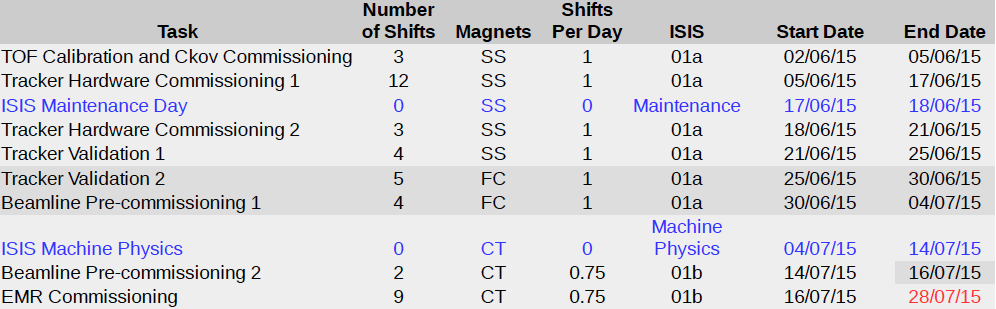 Task Number of Shifts Magnets Shifts Per Day ISIS Start Date End Date
TOF Calibration and Ckov Commissioning 3 SS 1 01a 02/06/15 05/06/15
Tracker Hardware Commissioning 1 12 SS 1 01a 05/06/15 17/06/15
ISIS Maintenance Day 0 SS 0 Maintenance 17/06/15 18/06/15
Tracker Hardware Commissioning 2 3 SS 1 01a 18/06/15 21/06/15
Tracker Validation 1 4 SS 1 01a 21/06/15 25/06/15
Tracker Validation 2 5 FC 1 01a 25/06/15 30/06/15
Beamline Pre-commissioning 1 4 FC 1 01a 30/06/15 04/07/15
ISIS Machine Physics 0 CT 0 Machine Physics 04/07/15 14/07/15
Beamline Pre-commissioning 2 2 CT 0.75 01b 14/07/15 16/07/15
EMR Commissioning 9 CT 0.75 01b 16/07/15 28/07/15